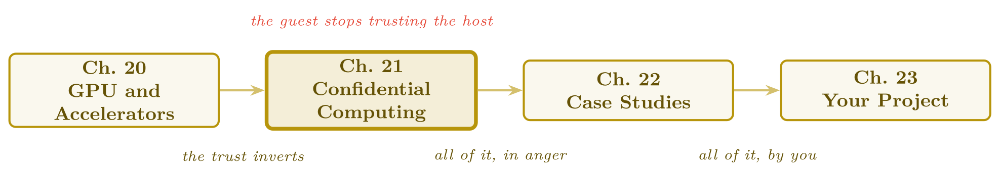 the guest stops trusting the host
Ch. 20
GPU and
Accelerators
Ch. 21
Confidential
Computing
Ch. 22
Case Studies
Ch. 23
Your Project
the trust inverts
all of it, in anger
all of it, by you